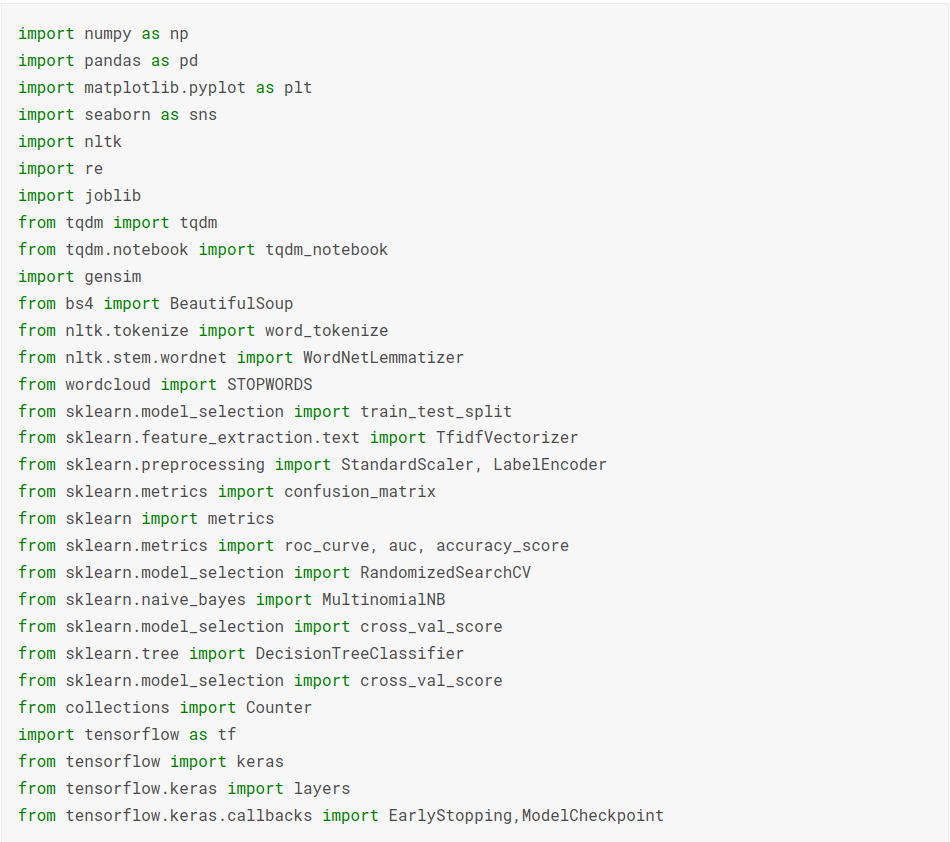 import numpy as np
import pandas as pd
import matplotlib.pyplot as plt
import seaborn as sns
import nltk
import re
import joblib
from tqdm import tqdm
from tqdm.notebook import tqdm_notebook
import gensim
from bs4 import BeautifulSoup
from nltk.tokenize import word_tokenize
from nltk.stem.wordnet import WordNetLemmatizer
from wordcloud import STOPWORDS
from sklearn.model_selection import train_test_split
from sklearn.feature_extraction.text import TfidfVectorizer
from sklearn.preprocessing import StandardScaler, LabelEncoder
from sklearn.metrics import confusion_matrix
from sklearn import metrics
from sklearn.metrics import roc_curve, auc, accuracy_score
from sklearn.model_selection import RandomizedSearchCV
from sklearn.naive_bayes import MultinomialNB
from sklearn.model_selection import cross_val_score
from sklearn.tree import DecisionTreeClassifier
from sklearn.model_selection import cross_val_score
from collections import Counter
import tensorflow as tf
from tensorflow import keras
from tensorflow.keras import layers
from tensorflow.keras.callbacks import EarlyStopping,ModelCheckpoint